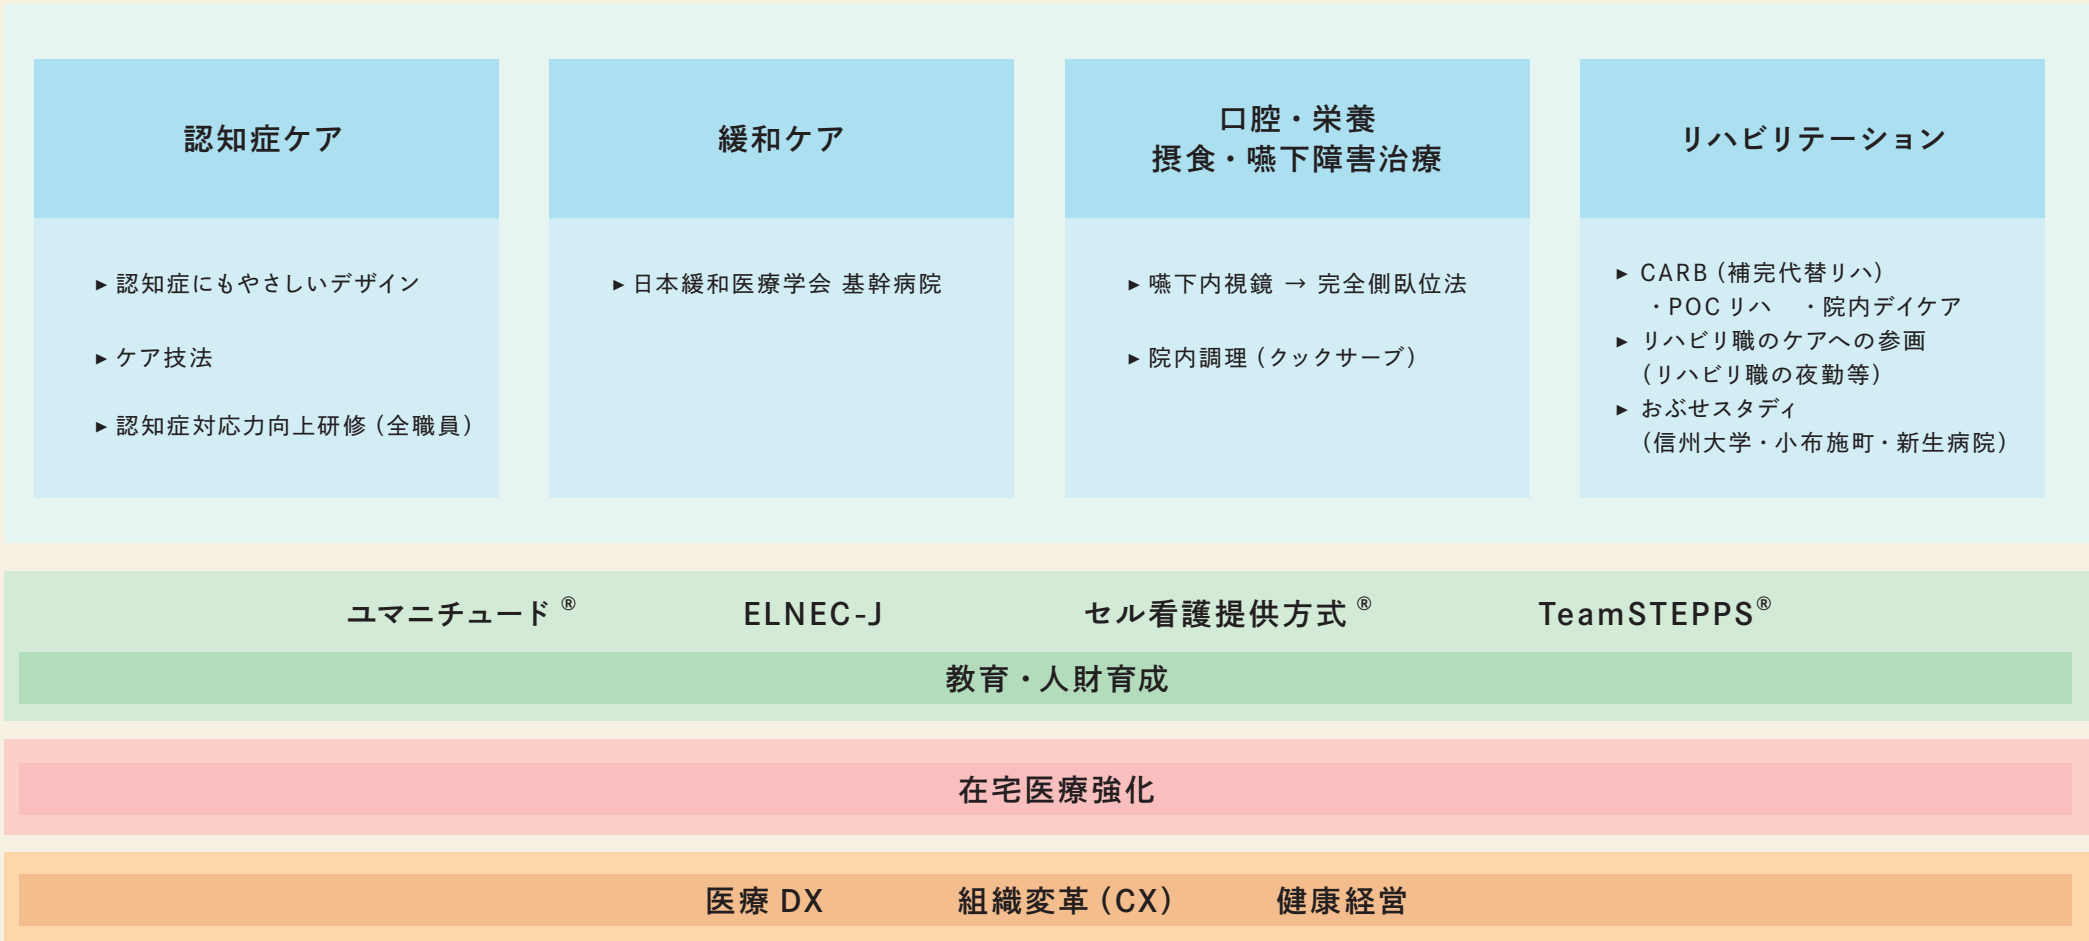 認知症ケア
▸ 認知症にもやさしいデザイン
▸ ケア技法
▸ 認知症対応力向上研修（全職員）
緩和ケア
▸ 日本緩和医療学会 基幹病院
口腔・栄養
摂食・嚥下障害治療
▸ 嚥下内視鏡 → 完全側臥位法
▸ 院内調理（クックサーブ）
リハビリテーション
▸ CARB（補完代替リハ）
・POCリハ ・院内デイケア
▸ リハビリ職のケアへの参画
（リハビリ職の夜勤等）
▸ おぶせスタディ
（信州大学・小布施町・新生病院）
ユマニチュード® ELNEC-J セル看護提供方式® TeamSTEPPS®
教育・人財育成
在宅医療強化
医療DX 組織変革（CX） 健康経営